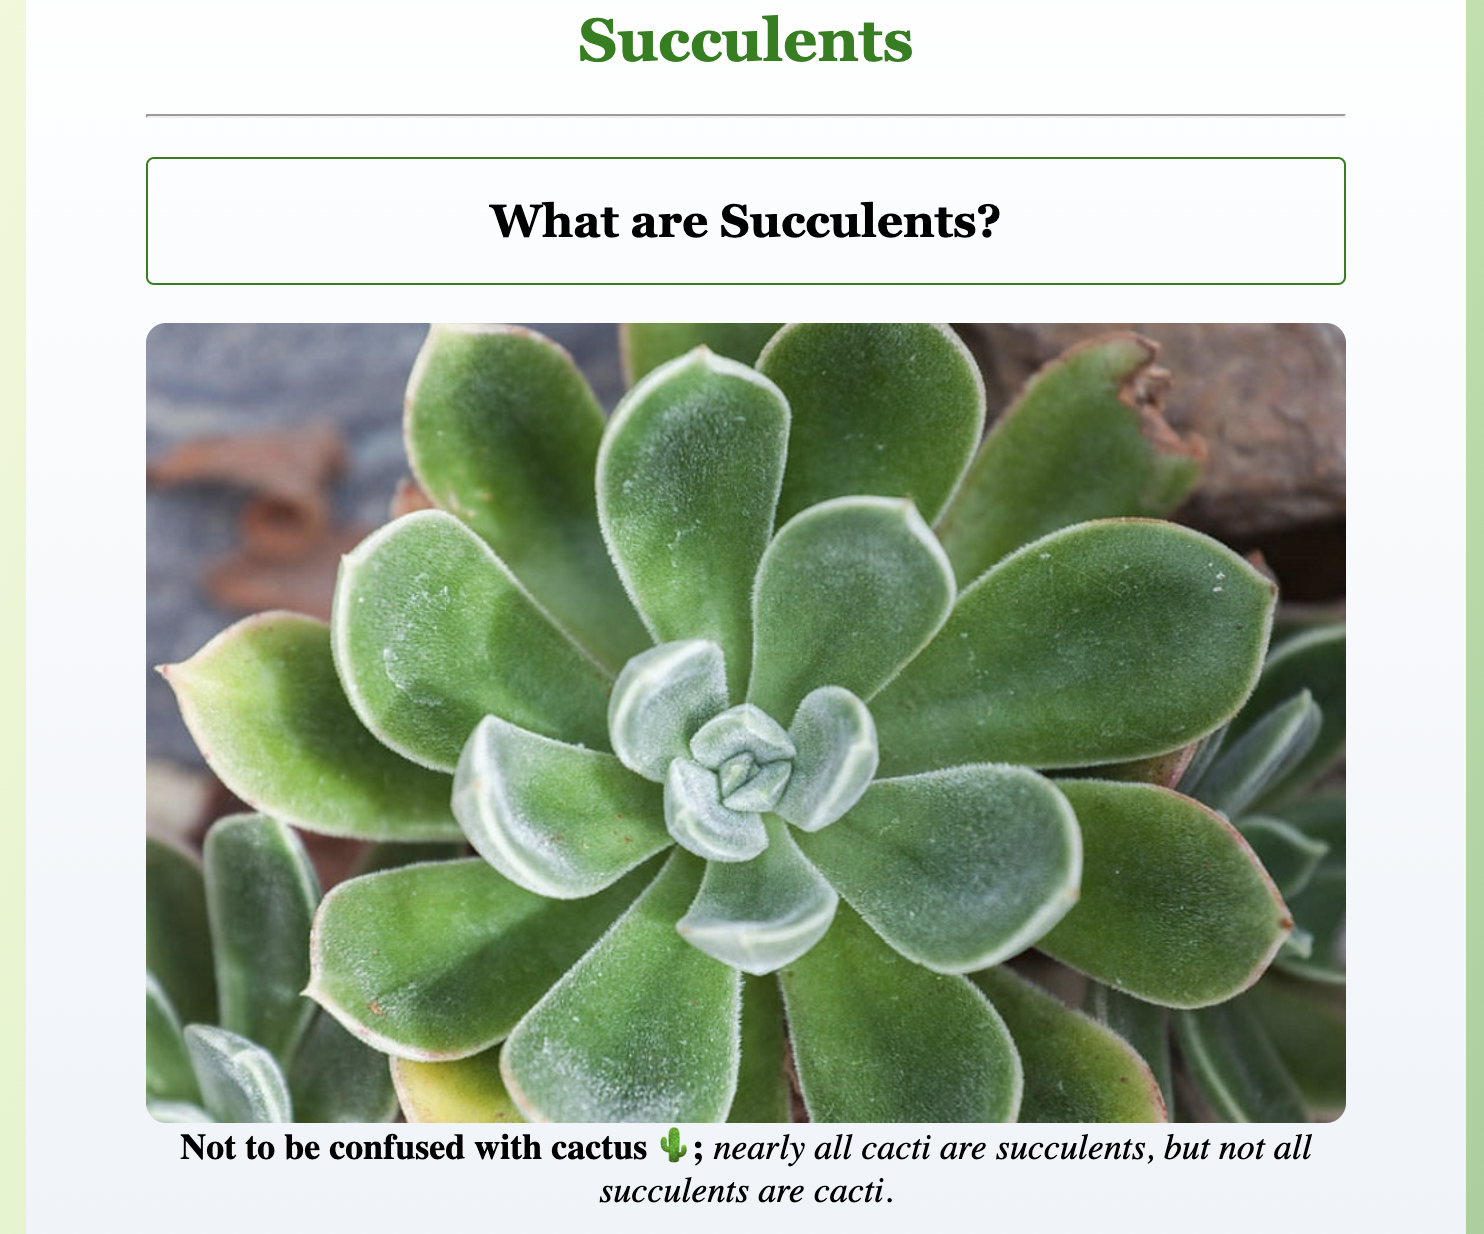 Succulents
What are Succulents?
Not to be confused with cactus 🌵; nearly all cacti are succulents, but not all
succulents are cacti.